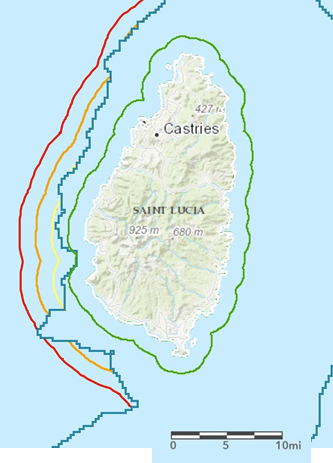 427 m
Castries
SAINT LUCIA
925 m 680 m
0 5 10mi